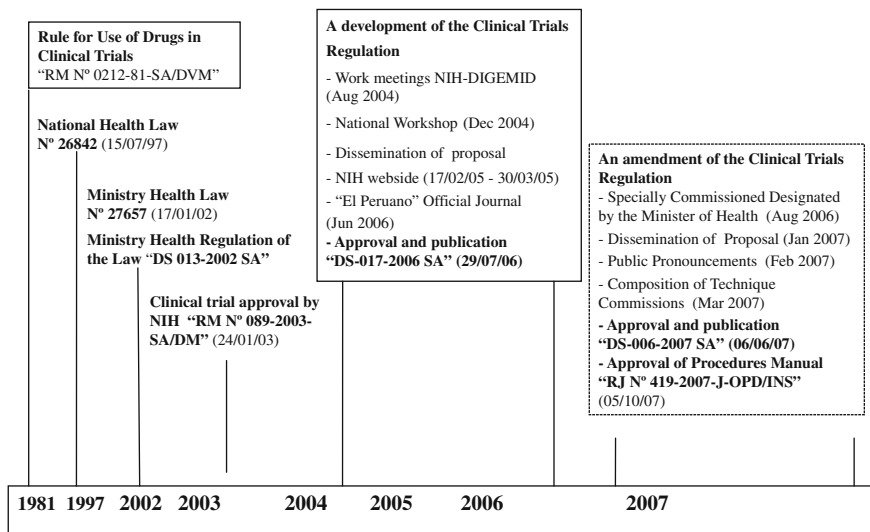 Rule for Use of Drugs in
Clinical Trials
“RM Nº 0212-81-SA/DVM”
National Health Law
Nº 26842 (15/07/97)
Ministry Health Law
Nº 27657 (17/01/02)
Ministry Health Regulation of
the Law “DS 013-2002 SA”
Clinical trial approval by
NIH “RM Nº 089-2003-
SA/DM” (24/01/03)
A development of the Clinical Trials
Regulation
- Work meetings NIH-DIGEMID
(Aug 2004)
- National Workshop (Dec 2004)
- Dissemination of proposal
- NIH webside (17/02/05 - 30/03/05)
- “El Peruano” Official Journal
(Jun 2006)
- Approval and publication
“DS-017-2006 SA” (29/07/06)
An amendment of the Clinical Trials
Regulation
- Specially Commissioned Designated
by the Minister of Health (Aug 2006)
- Dissemination of Proposal (Jan 2007)
- Public Pronouncements (Feb 2007)
- Composition of Technique
Commissions (Mar 2007)
- Approval and publication
“DS-006-2007 SA” (06/06/07)
- Approval of Procedures Manual
“RJ Nº 419-2007-J-OPD/INS”
(05/10/07)
1981 1997 2002 2003 2004 2005 2006 2007